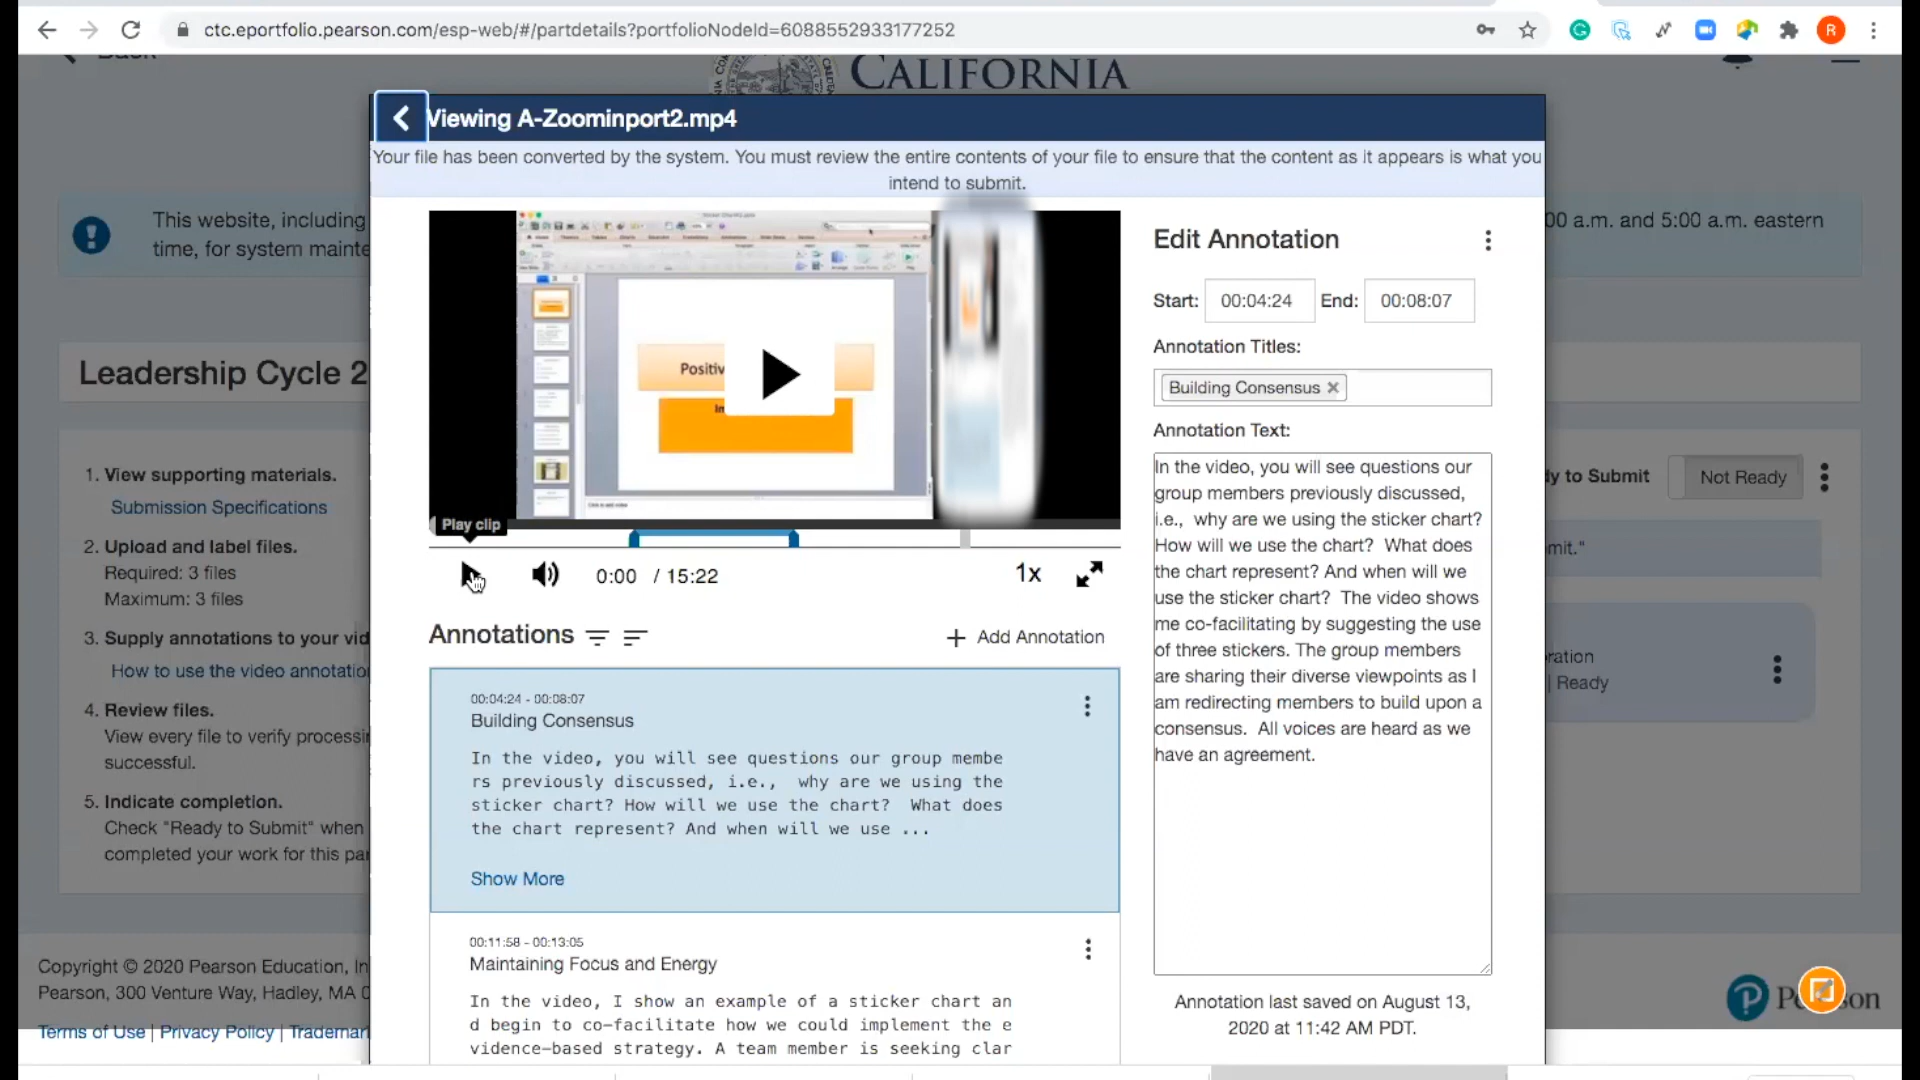 ctc.eportfolio.pearson.com/esp-web/#/partdetails?portfolioNodeId=6088552933177252
R
Back
CALIFORNIA
Viewing A-Zoominport2.mp4
Your file has been converted by the system. You must review the entire contents of your file to ensure that the content as it appears is what you
intend to submit.
This website, including
00 a.m. and 5:00 a.m. eastern
time, for system mainte
Leadership Cycle 2
1. View supporting materials.
Submission Specifications
2. Upload and label files.
Required: 3 files
Maximum: 3 files
3. Supply annotations to your vid
How to use the video annotatio
4. Review files.
View every file to verify processi
successful.
5. Indicate completion.
Check "Ready to Submit" when
completed your work for this pa
Positiv
Im
Play clip
0:00 / 15:22
1x
Annotations
+ Add Annotation
00:04:24 - 00:08:07
Building Consensus
In the video, you will see questions our group membe
rs previously discussed, i.e., why are we using the
sticker chart? How will we use the chart? What does
the chart represent? And when will we use ...
Show More
00:11:58 - 00:13:05
Maintaining Focus and Energy
In the video, I show an example of a sticker chart an
d begin to co-facilitate how we could implement the e
vidence-based strategy. A team member is seeking clar
Edit Annotation
Start: 00:04:24 End: 00:08:07
Annotation Titles:
Building Consensus ×
Annotation Text:
In the video, you will see questions our
group members previously discussed,
i.e., why are we using the sticker chart?
How will we use the chart? What does
the chart represent? And when will we
use the sticker chart? The video shows
me co-facilitating by suggesting the use
of three stickers. The group members
are sharing their diverse viewpoints as I
am redirecting members to build upon a
consensus. All voices are heard as we
have an agreement.
Annotation last saved on August 13,
2020 at 11:42 AM PDT.
dy to Submit
Not Ready
mit."
ration
| Ready
Copyright © 2020 Pearson Education, In
Pearson, 300 Venture Way, Hadley, MA 0
Terms of Use | Privacy Policy | Trademar
Pearson